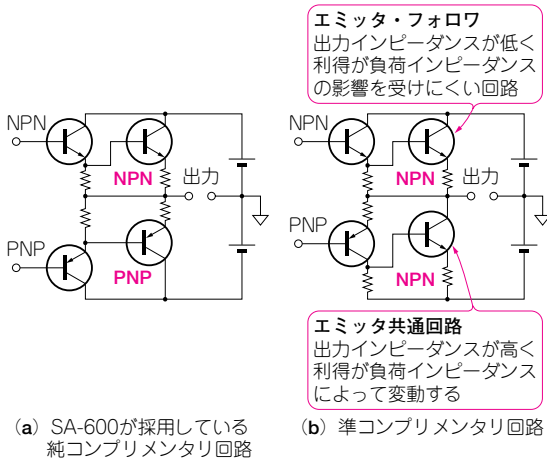 エミッタ・フォロワ
出力インピーダンスが低く
利得が負荷インピーダンス
の影響を受けにくい回路
NPN
NPN
出力
PNP
PNP
NPN
NPN
出力
PNP
NPN
エミッタ共通回路
出力インピーダンスが高く
利得が負荷インピーダンス
によって変動する
（a）SA-600が採用している
純コンプリメンタリ回路
（b）準コンプリメンタリ回路